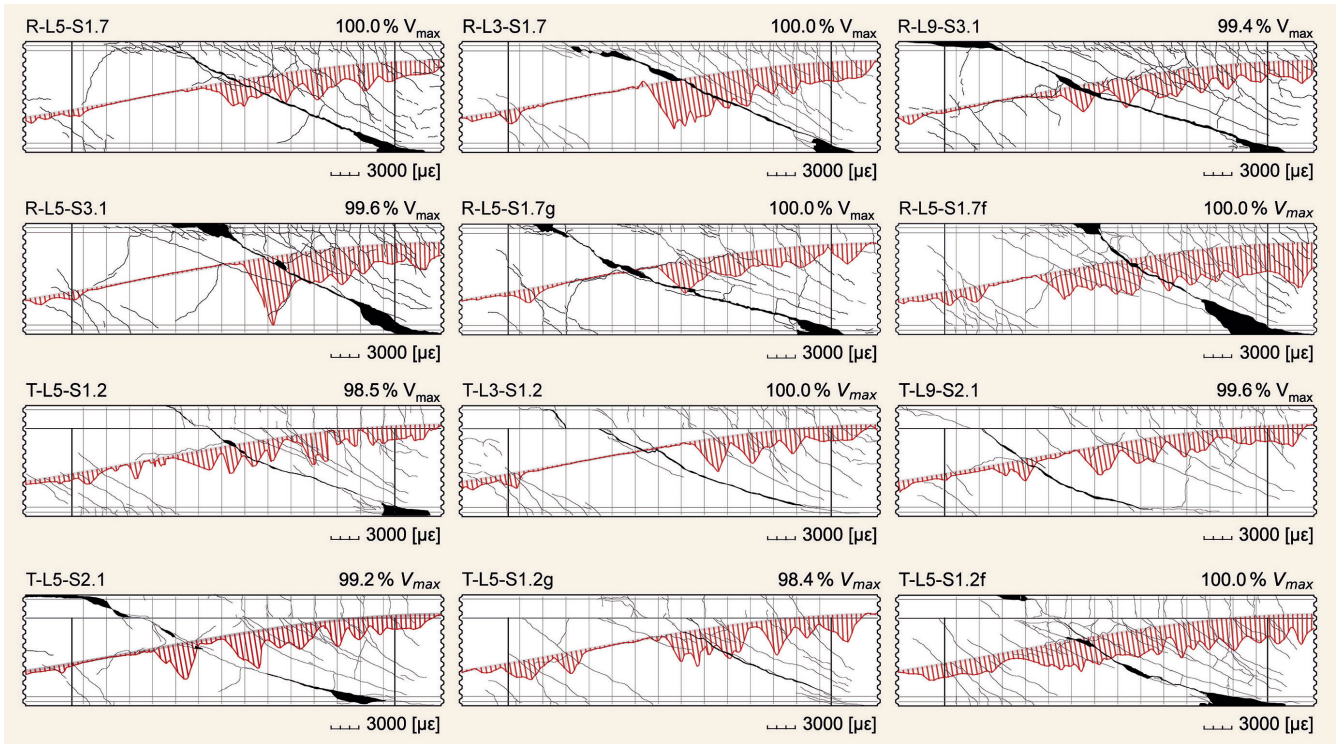 R-L5-S1.7 100.0 % Vmax R-L3-S1.7 100.0 % Vmax R-L9-S3.1 99.4 % Vmax
3000 [µε] 3000 [µε] 3000 [µε]
R-L5-S3.1 99.6 % Vmax R-L5-S1.7g 100.0 % Vmax R-L5-S1.7f 100.0 % Vmax
3000 [µε] 3000 [µε] 3000 [µε]
T-L5-S1.2 98.5 % Vmax T-L3-S1.2 100.0 % Vmax T-L9-S2.1 99.6 % Vmax
3000 [µε] 3000 [µε] 3000 [µε]
T-L5-S2.1 99.2 % Vmax T-L5-S1.2g 98.4 % Vmax T-L5-S1.2f 100.0 % Vmax
3000 [µε] 3000 [µε] 3000 [µε]